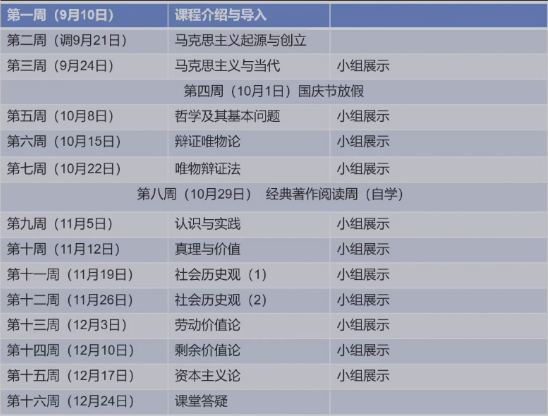 第一周（9月10日） 课程介绍与导入
第二周（调9月21日） 马克思主义起源与创立
第三周（9月24日） 马克思主义与当代 小组展示
第四周（10月1日）国庆节放假
第五周（10月8日） 哲学及其基本问题 小组展示
第六周（10月15日） 辩证唯物论 小组展示
第七周（10月22日） 唯物辩证法 小组展示
第八周（10月29日） 经典著作阅读周（自学）
第九周（11月5日） 认识与实践 小组展示
第十周（11月12日） 真理与价值 小组展示
第十一周（11月19日） 社会历史观（1） 小组展示
第十二周（11月26日） 社会历史观（2） 小组展示
第十三周（12月3日） 劳动价值论 小组展示
第十四周（12月10日） 剩余价值论 小组展示
第十五周（12月17日） 资本主义论 小组展示
第十六周（12月24日） 课堂答疑